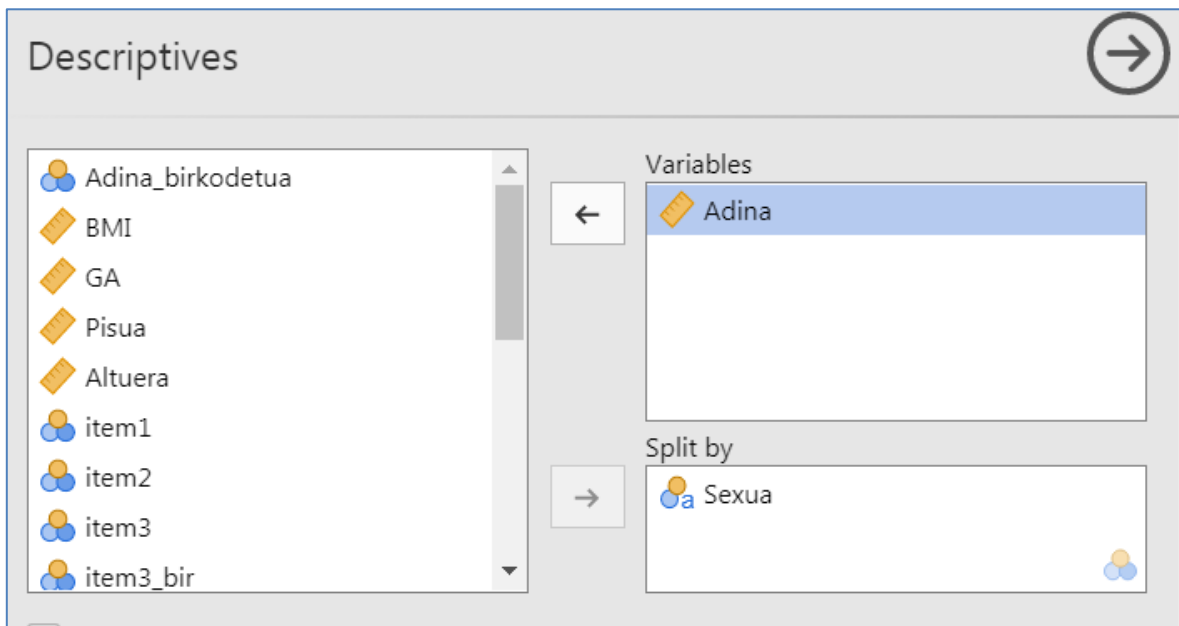 Descriptives
Adina_birkodetua
BMI
GA
Pisua
Altuera
item1
item2
item3
item3_bir
Variables
Adina
Split by
a Sexua